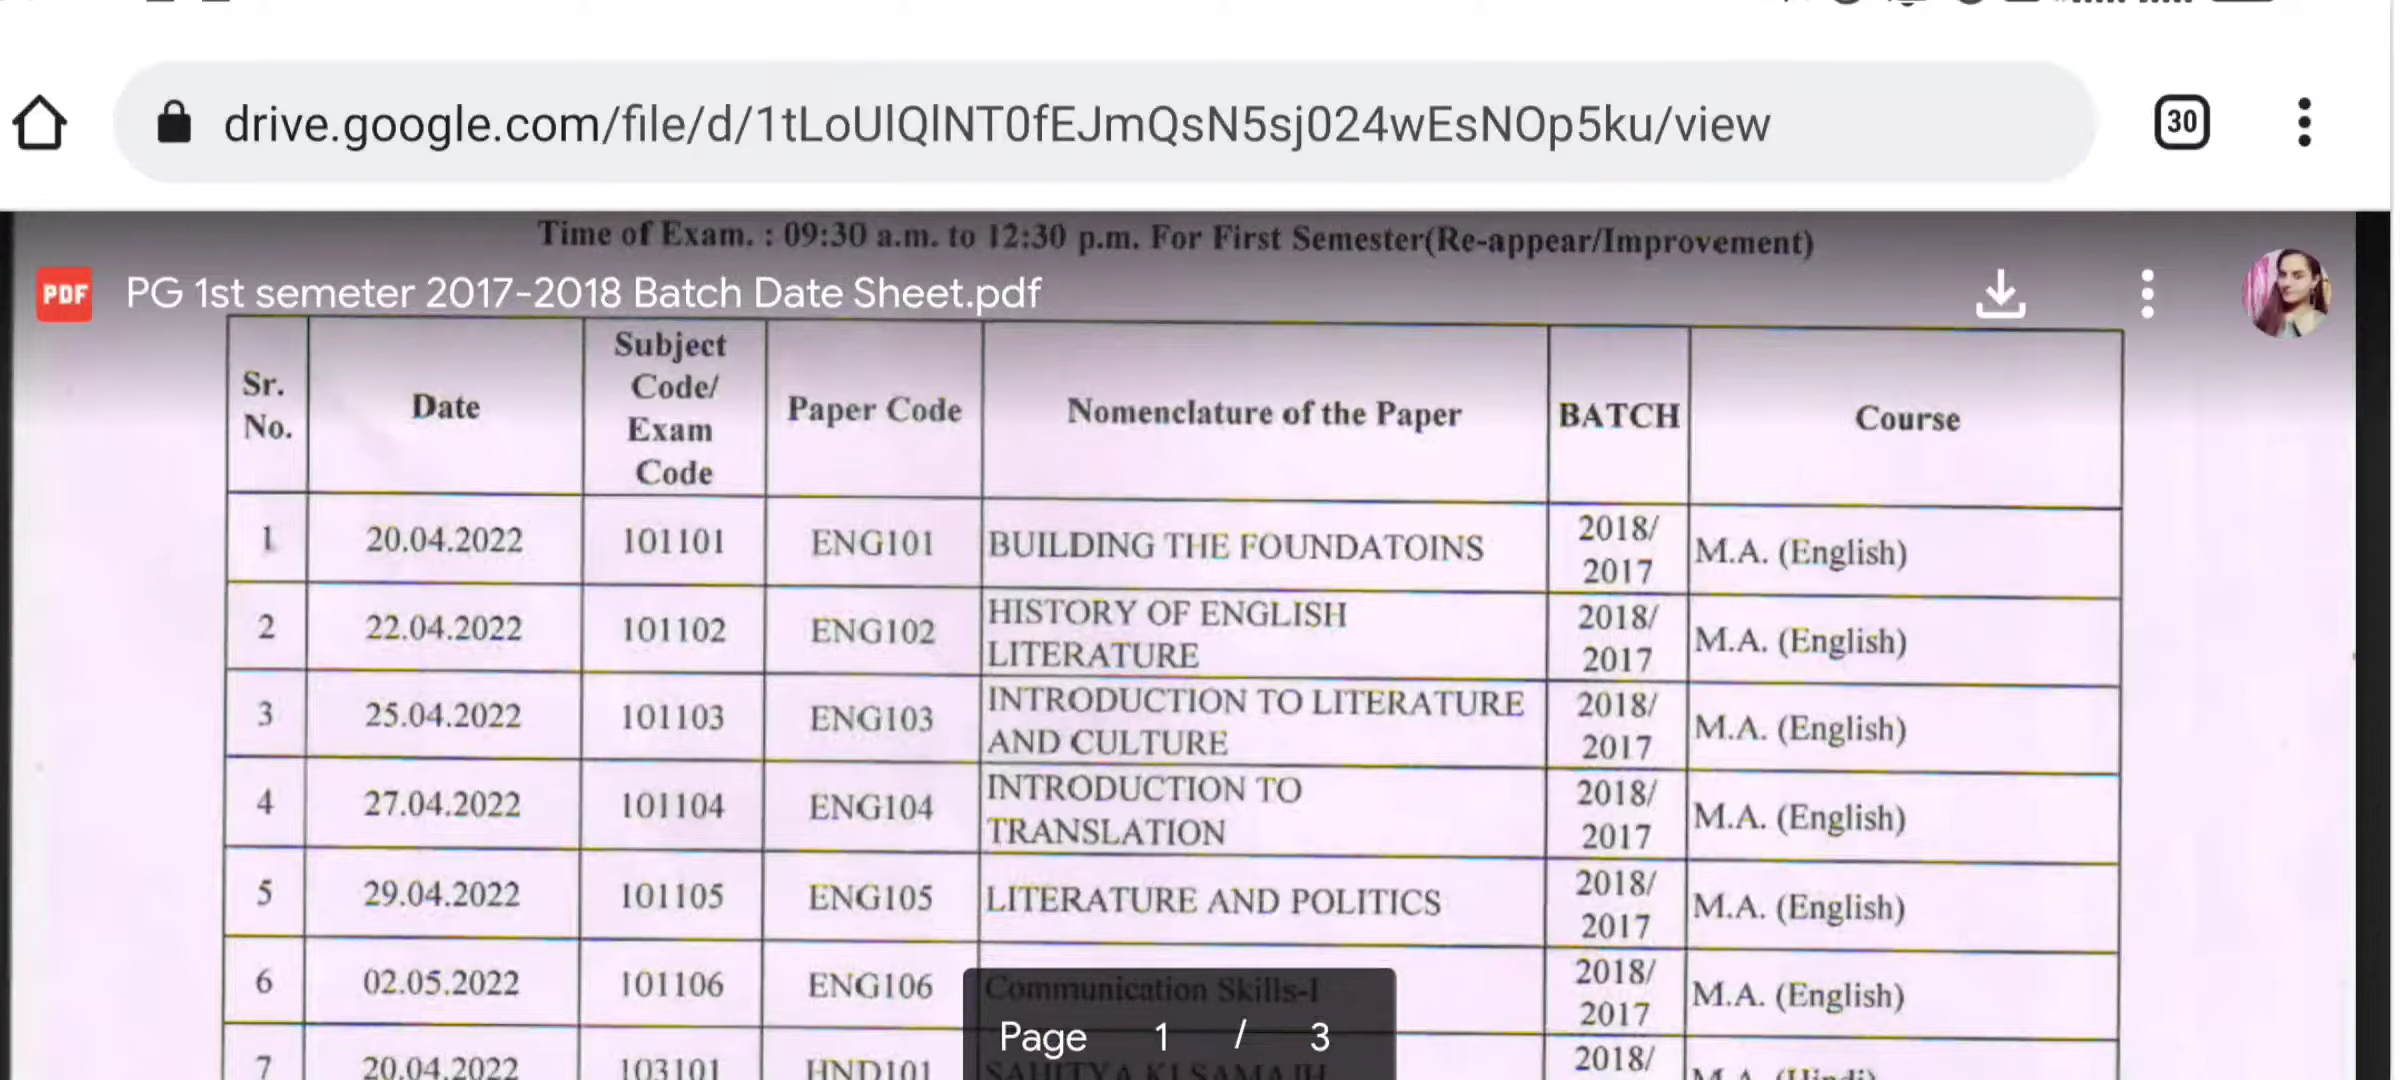 drive.google.com/file/d/1tLoUlQlNT0fEJmQsN5sj024wEsNOp5ku/view
30
Time of Exam. : 09:30 a.m. to 12:30 p.m. For First Semester(Re-appear/Improvement)
PDF PG 1st semeter 2017-2018 Batch Date Sheet.pdf
Sr. No. Date Subject Code/ Exam Code Paper Code Nomenclature of the Paper BATCH Course
1 20.04.2022 101101 ENG101 BUILDING THE FOUNDATOINS 2018/ 2017 M.A. (English)
2 22.04.2022 101102 ENG102 HISTORY OF ENGLISH LITERATURE 2018/ 2017 M.A. (English)
3 25.04.2022 101103 ENG103 INTRODUCTION TO LITERATURE AND CULTURE 2018/ 2017 M.A. (English)
4 27.04.2022 101104 ENG104 INTRODUCTION TO TRANSLATION 2018/ 2017 M.A. (English)
5 29.04.2022 101105 ENG105 LITERATURE AND POLITICS 2018/ 2017 M.A. (English)
6 02.05.2022 101106 ENG106 Communication Skills-I 2018/ 2017 M.A. (English)
7 20.04.2022 103101 HND101 SAHITYA KI SAMAJH 2018/ M.A. (Hindi)
Page 1 / 3